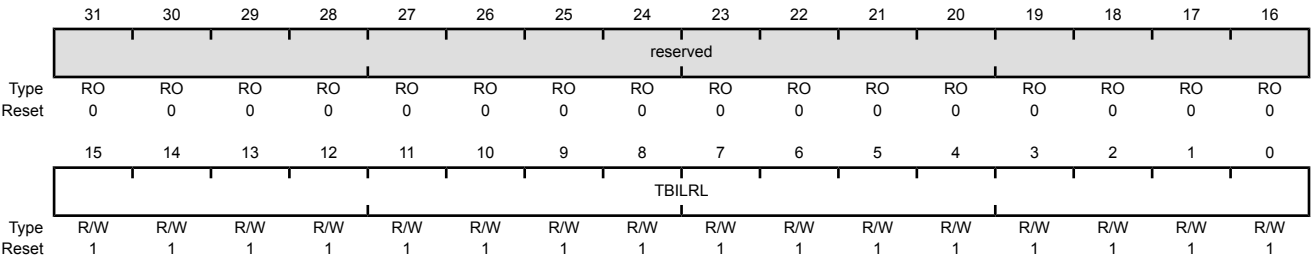 31 30 29 28 27 26 25 24 23 22 21 20 19 18 17 16
reserved
Type RO RO RO RO RO RO RO RO RO RO RO RO RO RO RO RO
Reset 0 0 0 0 0 0 0 0 0 0 0 0 0 0 0 0
15 14 13 12 11 10 9 8 7 6 5 4 3 2 1 0
TBILRL
Type R/W R/W R/W R/W R/W R/W R/W R/W R/W R/W R/W R/W R/W R/W R/W R/W
Reset 1 1 1 1 1 1 1 1 1 1 1 1 1 1 1 1